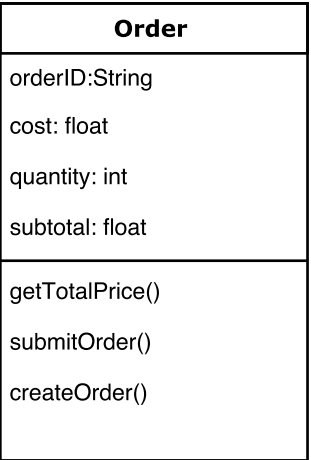 Order
orderID:String
cost: float
quantity: int
subtotal: float
getTotalPrice()
submitOrder()
createOrder()